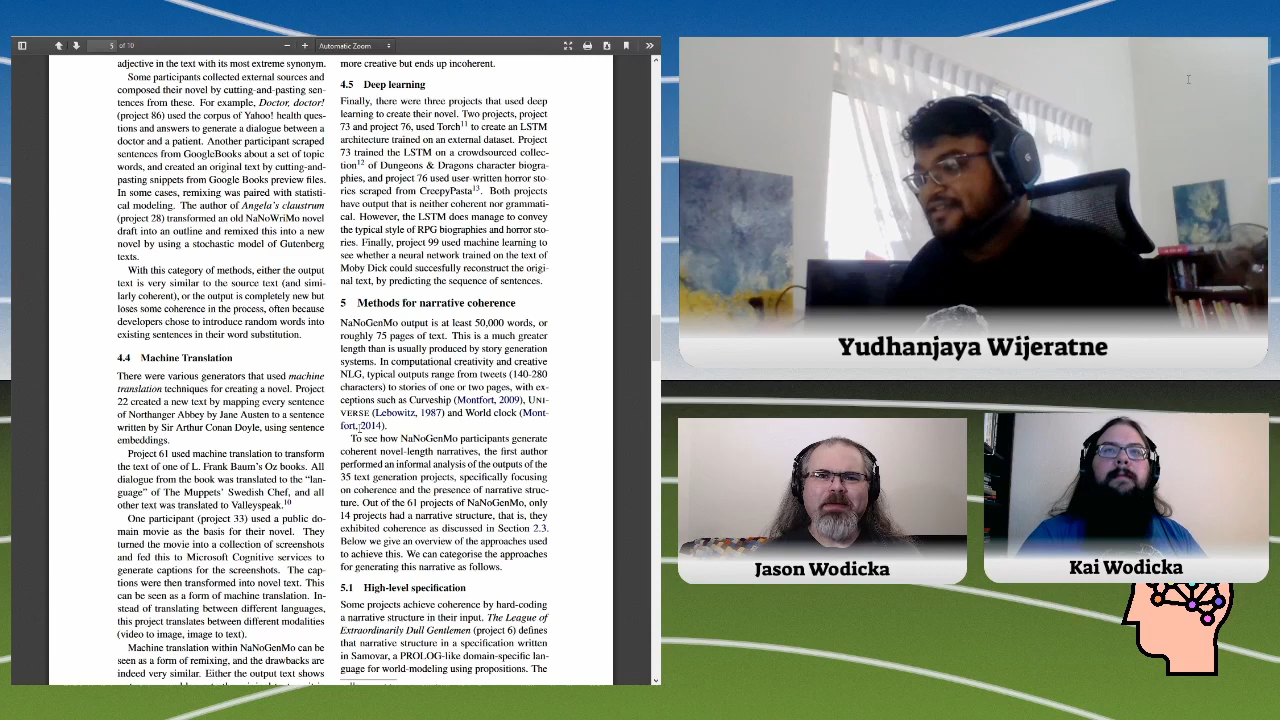 5 of 10
Automatic Zoom
adjective in the text with its most extreme synonym.
Some participants collected external sources and
composed their novel by cutting-and-pasting sen-
tences from these. For example, Doctor, doctor!
(project 86) used the corpus of Yahoo! health ques-
tions and answers to generate a dialogue between a
doctor and a patient. Another participant scraped
sentences from GoogleBooks about a set of topic
words, and created an original text by cutting-and-
pasting snippets from Google Books preview files.
In some cases, remixing was paired with statisti-
cal modeling. The author of Angela's claustrum
(project 28) transformed an old NaNoWriMo novel
draft into an outline and remixed this into a new
novel by using a stochastic model of Gutenberg
texts.
With this category of methods, either the output
text is very similar to the source text (and simi-
larly coherent), or the output is completely new but
loses some coherence in the process, often because
developers chose to introduce random words into
existing sentences in their word substitution.
4.4 Machine Translation
There were various generators that used machine
translation techniques for creating a novel. Project
22 created a new text by mapping every sentence
of Northanger Abbey by Jane Austen to a sentence
written by Sir Arthur Conan Doyle, using sentence
embeddings.
Project 61 used machine translation to transform
the text of one of L. Frank Baum's Oz books. All
dialogue from the book was translated to the "lan-
guage" of The Muppets' Swedish Chef, and all
other text was translated to Valleyspeak.10
One participant (project 33) used a public do-
main movie as the basis for their novel. They
turned the movie into a collection of screenshots
and fed this to Microsoft Cognitive services to
generate captions for the screenshots. The cap-
tions were then transformed into novel text. This
can be seen as a form of machine translation. In-
stead of translating between different languages,
this project translates between different modalities
(video to image, image to text).
Machine translation within NaNoGenMo can be
seen as a form of remixing, and the drawbacks are
indeed very similar. Either the output text shows
more creative but ends up incoherent.
4.5 Deep learning
Finally, there were three projects that used deep
learning to create their novel. Two projects, project
73 and project 76, used Torch11 to create an LSTM
architecture trained on an external dataset. Project
73 trained the LSTM on a crowdsourced collec-
tion12 of Dungeons & Dragons character biogra-
phies, and project 76 used user-written horror sto-
ries scraped from CreepyPasta13. Both projects
have output that is neither coherent nor grammati-
cal. However, the LSTM does manage to convey
the typical style of RPG biographies and horror sto-
ries. Finally, project 99 used machine learning to
see whether a neural network trained on the text of
Moby Dick could succesfully reconstruct the origi-
nal text, by predicting the sequence of sentences.
5 Methods for narrative coherence
NaNoGenMo output is at least 50,000 words, or
roughly 75 pages of text. This is a much greater
length than is usually produced by story generation
systems. In computational creativity and creative
NLG, typical outputs range from tweets (140-280
characters) to stories of one or two pages, with ex-
ceptions such as Curveship (Montfort, 2009), UNI-
VERSE (Lebowitz, 1987) and World clock (Mont-
fort, 2014).
To see how NaNoGenMo participants generate
coherent novel-length narratives, the first author
performed an informal analysis of the outputs of the
35 text generation projects, specifically focusing
on coherence and the presence of narrative struc-
ture. Out of the 61 projects of NaNoGenMo, only
14 projects had a narrative structure, that is, they
exhibited coherence as discussed in Section 2.3.
Below we give an overview of the approaches used
to achieve this. We can categorise the approaches
for generating this narrative as follows.
5.1 High-level specification
Some projects achieve coherence by hard-coding
a narrative structure in their input. The League of
Extraordinarily Dull Gentlemen (project 6) defines
that narrative structure in a specification written
in Samovar, a PROLOG-like domain-specific lan-
guage for world-modeling using propositions. The
Yudhanjaya Wijeratne
Jason Wodicka
Kai Wodicka